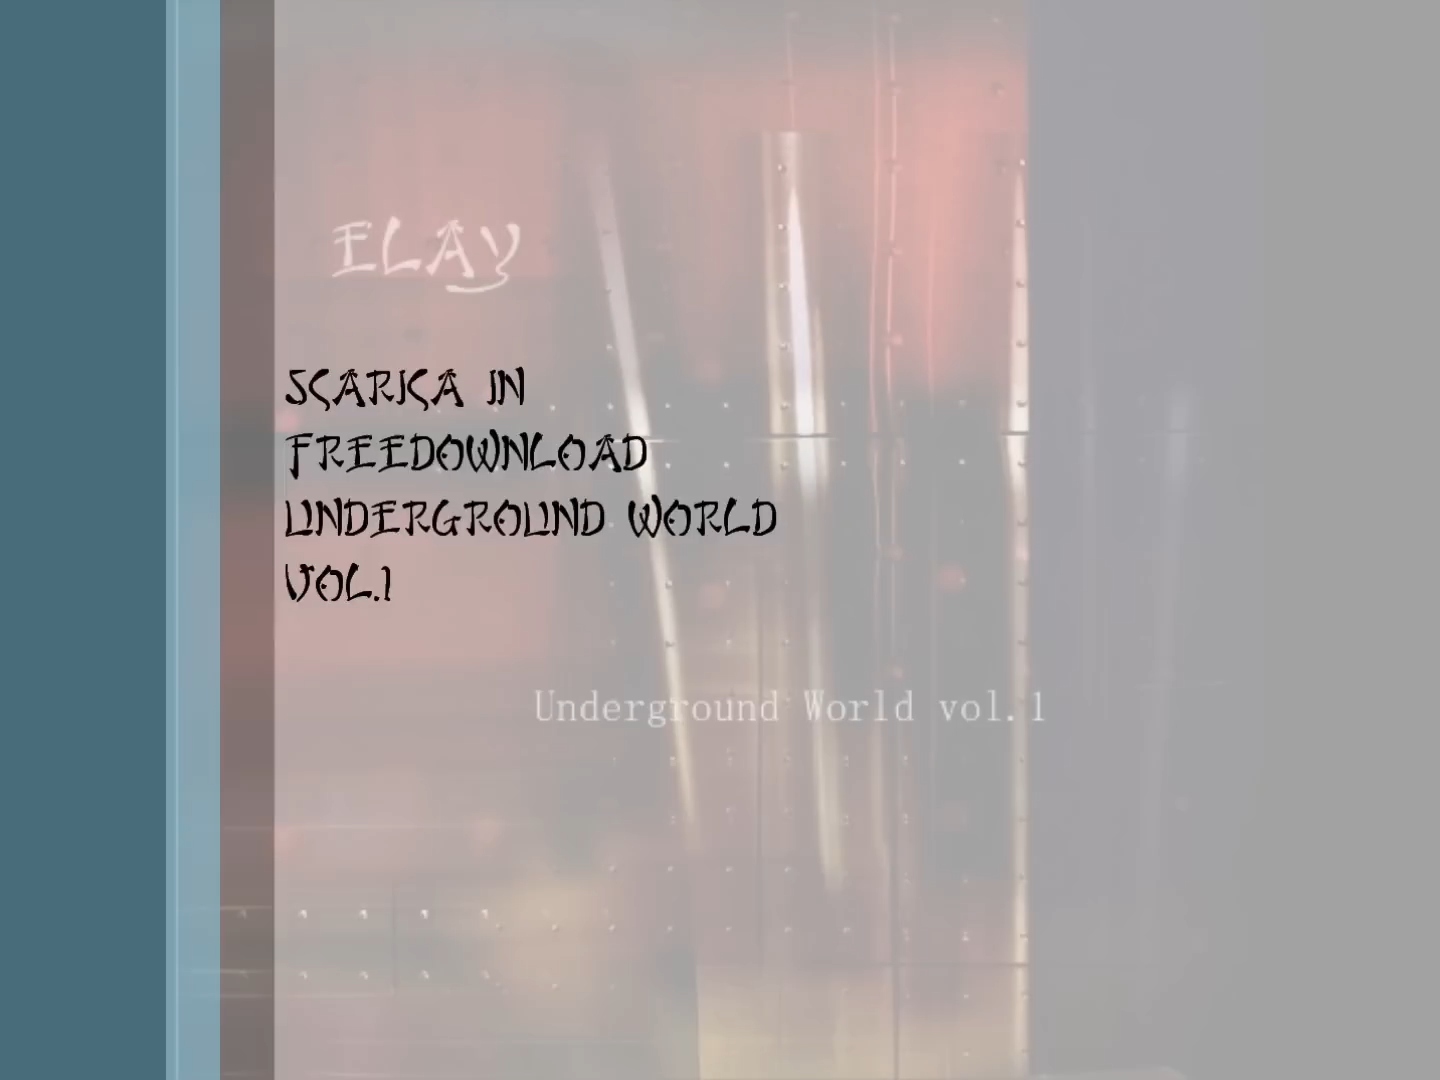 ELAY
SCARICA IN
FREEDOWNLOAD
UNDERGROUND WORLD
VOL.1
Underground World vol.1